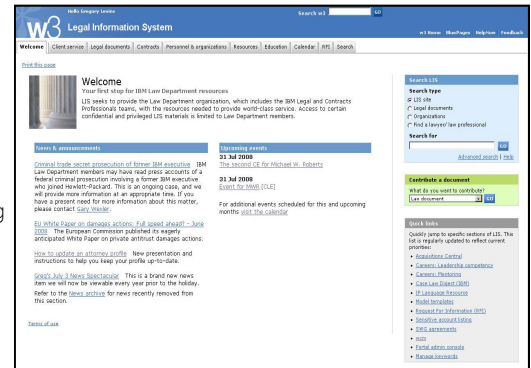 g
Hello Gregory Levine
Search w3
GO
w3
Legal Information System
w3 Home BluePages HelpNow Feedback
Welcome Client service Legal documents Contracts Personnel & organizations Resources Education Calendar RFI Search
Print this page
Welcome
Your first stop for IBM Law Department resources
LIS seeks to provide the Law Department organization, which includes the IBM Legal and Contracts
Professionals teams, with the resources needed to provide world-class service. Access to certain
confidential and privileged LIS materials is limited to Law Department members.
News & announcements
Criminal trade secret prosecution of former IBM executive IBM
Law Department members may have read press accounts of a
federal criminal prosecution involving a former IBM executive
who joined Hewlett-Packard. This is an ongoing case, and we
will provide more information at an appropriate time. If you
have a present need for more information about this matter,
please contact Gary Wexler.
EU White Paper on damages actions: Full speed ahead? - June
2008 The European Commission published its eagerly
anticipated White Paper on private antitrust damages actions.
How to update an attorney profile New presentation and
instructions to help you keep your profile up-to-date.
Greg's July 3 News Spectacular This is a brand new news
item we will now be viewable every year prior to the holiday.
Refer to the News archive for news recently removed from
this section.
Terms of use
Upcoming events
31 Jul 2008
The second CE for Michael W. Roberts
31 Jul 2008
Event for MWR [CLE]
For additional events scheduled for this and upcoming
months visit the calendar
Search LIS
Search type
LIS site
Legal documents
Organizations
Find a lawyer/ law professional
Search for
GO
Advanced search | Help
Contribute a document
What do you want to contribute?
Law document
GO
Quick links
Quickly jump to specific sections of LIS. This
list is regularly updated to reflect current
priorities:
• Acquisitions Central
• Careers: Leadership competency
• Careers: Mentoring
• Case Law Digest (IBM)
• IP Language Resource
• Model templates
• Request For Information (RFI)
• Sensitive account listing
• SWG agreements
• Portal admin console
• Manage keywords